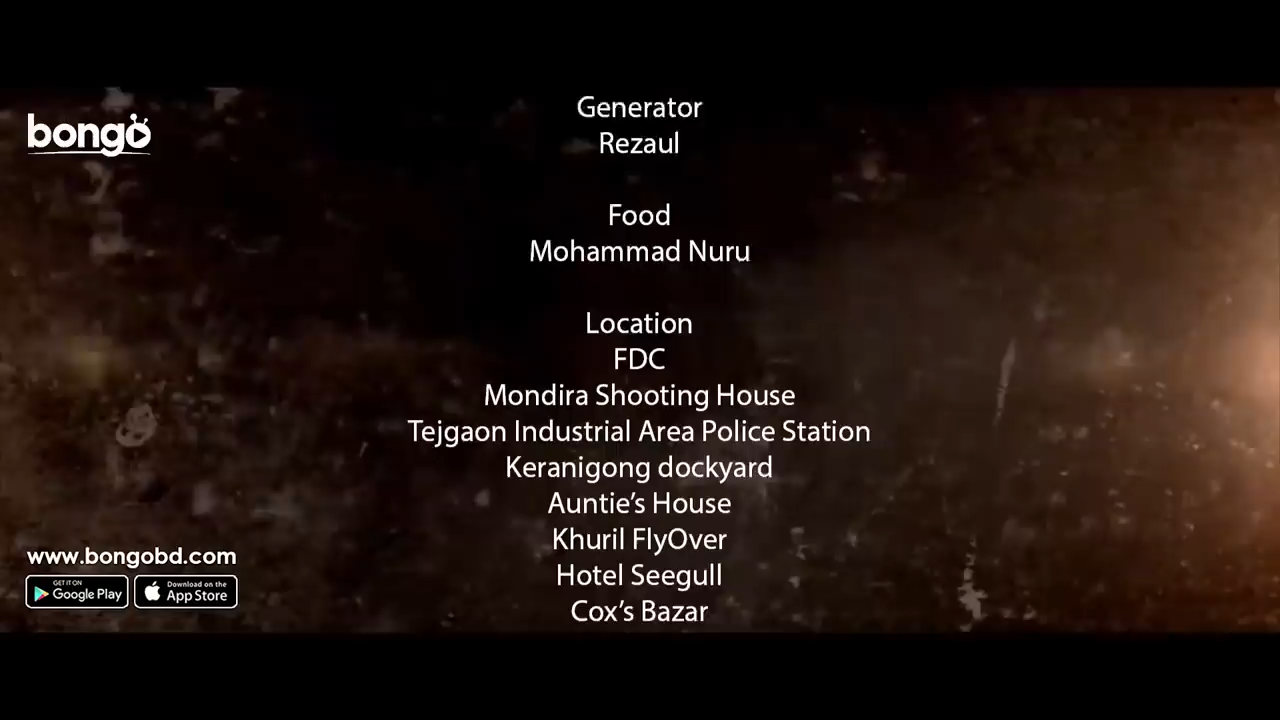 bongo
Generator
Rezaul
Food
Mohammad Nuru
Location
FDC
Mondira Shooting House
Tejgaon Industrial Area Police Station
Keranigong dockyard
Auntie's House
Khuril FlyOver
Hotel Seegull
Cox's Bazar
www.bongobd.com
GET IT ON
Google Play
Download on the
App Store